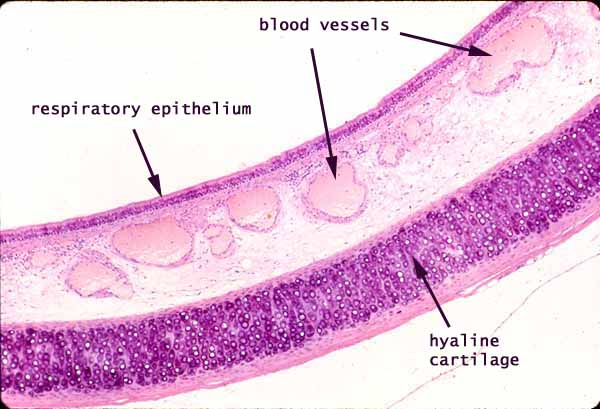 blood vessels
respiratory epithelium
hyaline
cartilage